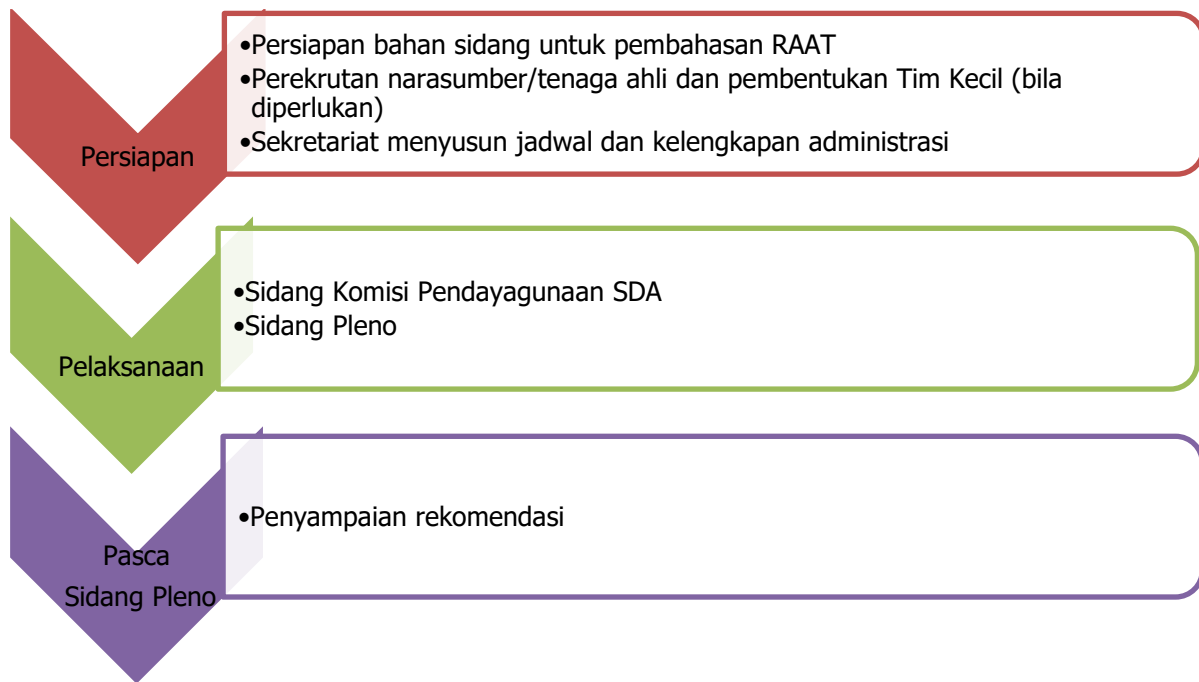 Persiapan
•Persiapan bahan sidang untuk pembahasan RAAT
•Perekrutan narasumber/tenaga ahli dan pembentukan Tim Kecil (bila
diperlukan)
•Sekretariat menyusun jadwal dan kelengkapan administrasi
Pelaksanaan
•Sidang Komisi Pendayagunaan SDA
•Sidang Pleno
Pasca
Sidang Pleno
•Penyampaian rekomendasi